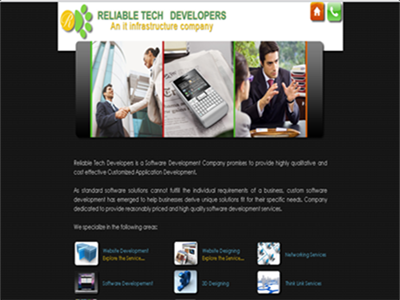 RELIABLE TECH DEVELOPERS
An it infrastructure company
Reliable Tech Developers is a Software Development Company promises to provide highly qualitative and
cost effective Customized Application Development.
As standard software solutions cannot fulfill the individual requirements of a business, custom software
development has emerged to help businesses derive unique solutions fit for their specific needs. Company
dedicated to provide reasonably priced and high quality software development services.
We specialize in the following areas:
Website Development
Explore the Service...
Website Designing
Explore the Service...
Networking Services
Software Developement
3D Designing
Think Link Services